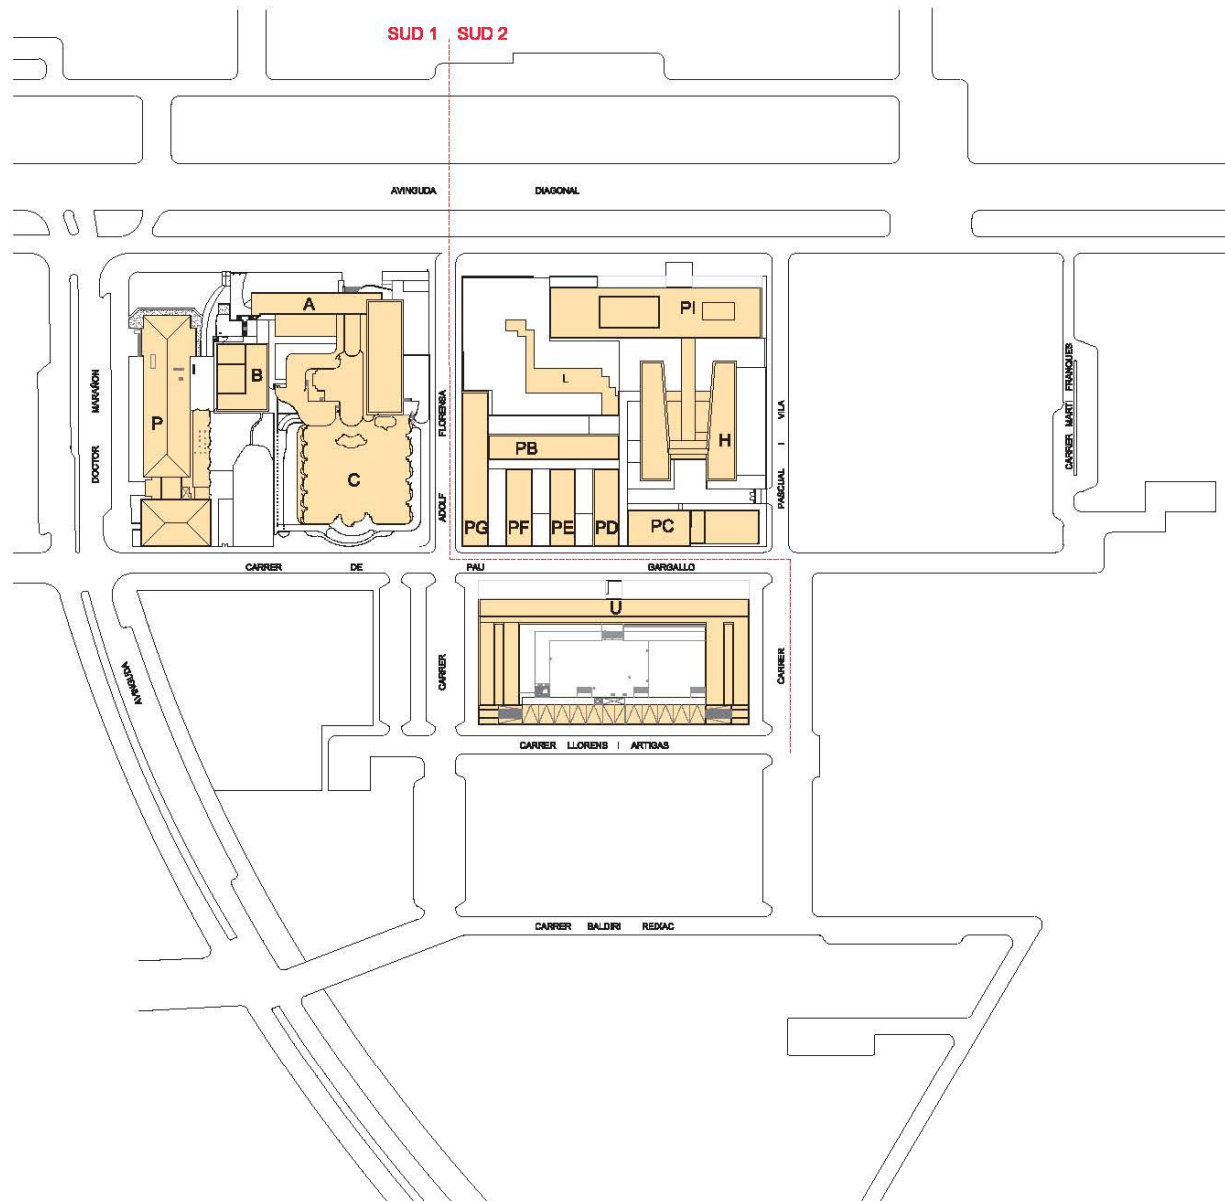 SUD 1 SUD 2
AVINGUDA DIAGONAL
A
PI
B
L
P
C
PB
H
PG PF PE PD PC
DOCTOR MARAÑON
ADOLF FLORENSA
PASCUAL I VILA
CARRER MARTI FRANQUES
CARRER DE PAU GARGALLO
U
AVINGUDA
CARRER
CARRER
CARRER LLORENS I ARTIGAS
CARRER BALDIRI REIXAC